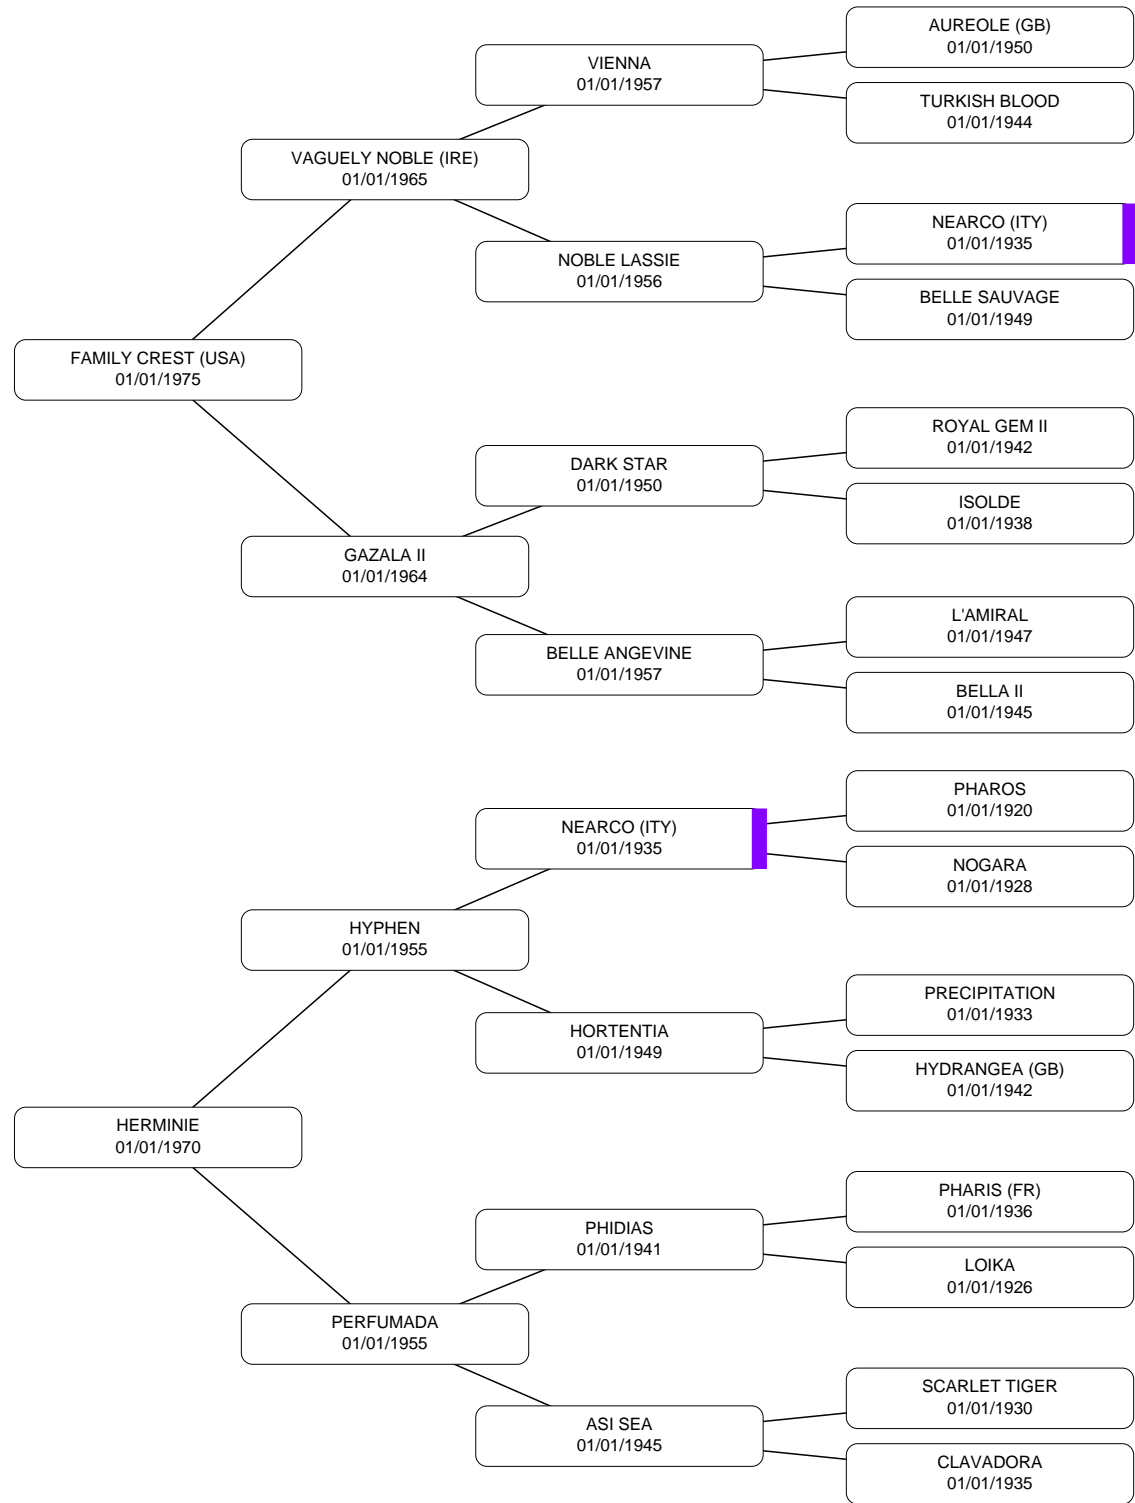 AUREOLE (GB)
01/01/1950
VIENNA
01/01/1957
TURKISH BLOOD
01/01/1944
VAGUELY NOBLE (IRE)
01/01/1965
NEARCO (ITY)
01/01/1935
NOBLE LASSIE
01/01/1956
BELLE SAUVAGE
01/01/1949
FAMILY CREST (USA)
01/01/1975
ROYAL GEM II
01/01/1942
DARK STAR
01/01/1950
ISOLDE
01/01/1938
GAZALA II
01/01/1964
L'AMIRAL
01/01/1947
BELLE ANGEVINE
01/01/1957
BELLA II
01/01/1945
PHAROS
01/01/1920
NEARCO (ITY)
01/01/1935
NOGARA
01/01/1928
HYPHEN
01/01/1955
PRECIPITATION
01/01/1933
HORTENTIA
01/01/1949
HYDRANGEA (GB)
01/01/1942
HERMINIE
01/01/1970
PHARIS (FR)
01/01/1936
PHIDIAS
01/01/1941
LOIKA
01/01/1926
PERFUMADA
01/01/1955
SCARLET TIGER
01/01/1930
ASI SEA
01/01/1945
CLAVADORA
01/01/1935